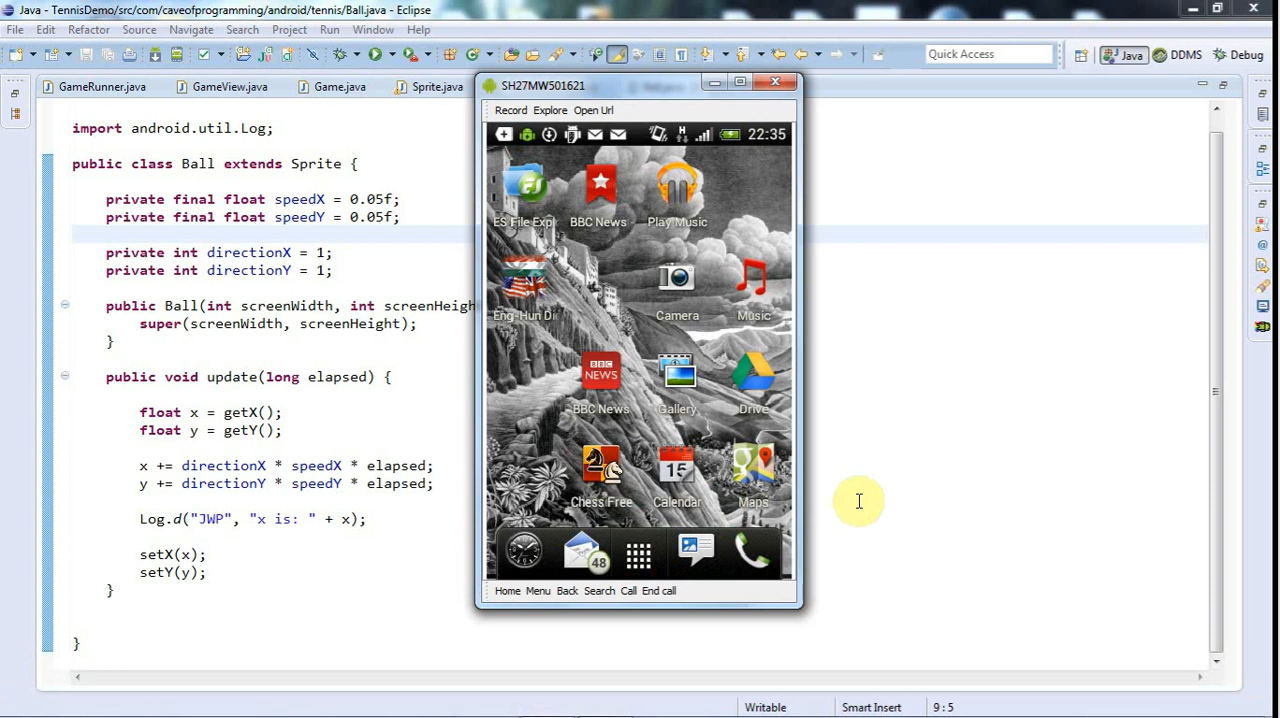 Java - TennisDemo/src/com/caveofprogramming/android/tennis/Ball.java - Eclipse
File Edit Refactor Source Navigate Search Project Run Window Help
Quick Access Java DDMS Debug
GameRunner.java GameView.java Game.java Sprite.java
import android.util.Log;
public class Ball extends Sprite {
private final float speedX = 0.05f;
private final float speedY = 0.05f;
private int directionX = 1;
private int directionY = 1;
public Ball(int screenWidth, int screenHeigh
super(screenWidth, screenHeight);
}
public void update(long elapsed) {
float x = getX();
float y = getY();
x += directionX * speedX * elapsed;
y += directionY * speedY * elapsed;
Log.d("JWP", "x is: " + x);
setX(x);
setY(y);
}
}
SH27MW501621
Record Explore Open Url
H 22:35
ES File Expl BBC News Play Music
Eng-Hun Di Camera Music
BBC NEWS
BBC News Gallery Drive
15
Chess Free Calendar Maps
48
Home Menu Back Search Call End call
Writable Smart Insert 9 : 5